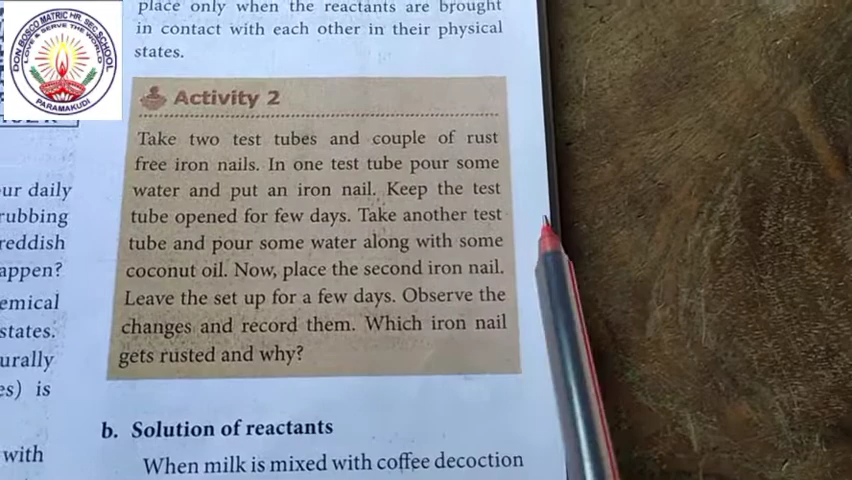 DON BOSCO MATRIC HR. SEC SCHOOL
LOVE & SERVE THE WORLD
PARAMAKUDI
place only when the reactants are brought
in contact with each other in their physical
states.
Activity 2
Take two test tubes and couple of rust
free iron nails. In one test tube pour some
water and put an iron nail. Keep the test
tube opened for few days. Take another test
tube and pour some water along with some
coconut oil. Now, place the second iron nail.
Leave the set up for a few days. Observe the
changes and record them. Which iron nail
gets rusted and why?
b. Solution of reactants
When milk is mixed with coffee decoction
ur daily
rubbing
reddish
appen?
emical
states.
urally
es) is
with